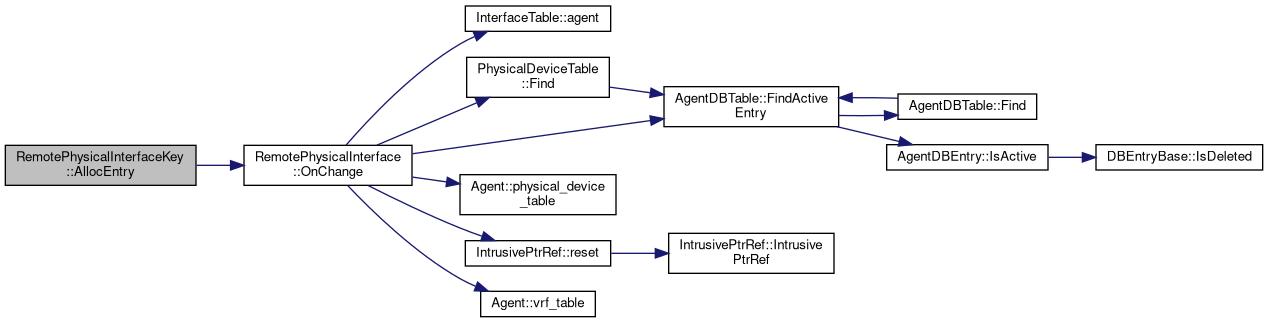 InterfaceTable::agent
PhysicalDeviceTable
::Find
AgentDBTable::FindActive
Entry
AgentDBTable::Find
RemotePhysicalInterfaceKey
::AllocEntry
RemotePhysicalInterface
::OnChange
AgentDBEntry::IsActive
DBEntryBase::IsDeleted
Agent::physical_device
_table
IntrusivePtrRef::reset
IntrusivePtrRef::Intrusive
PtrRef
Agent::vrf_table